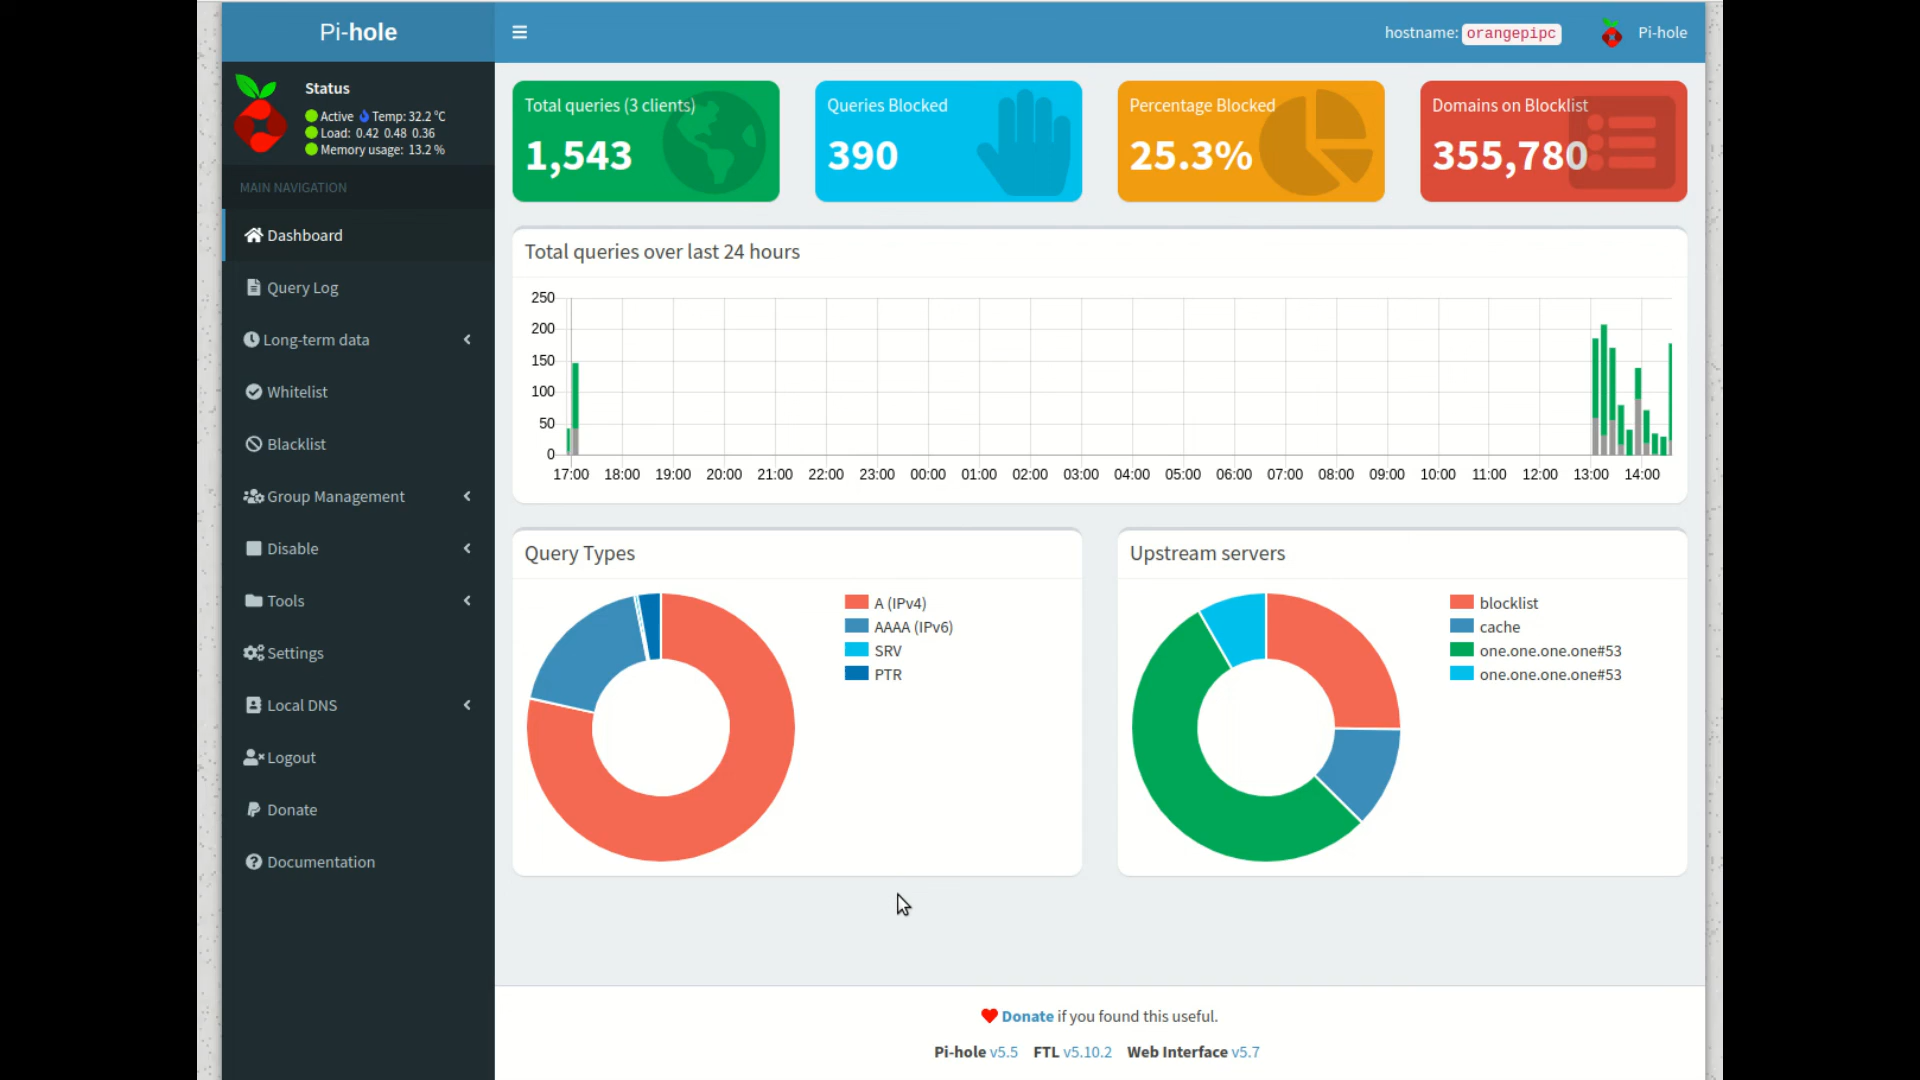 Pi-hole
hostname: orangepipc
Pi-hole
Status
Active Temp: 32.2 °C
Load: 0.42 0.48 0.36
Memory usage: 13.2 %
MAIN NAVIGATION
Dashboard
Query Log
Long-term data
Whitelist
Blacklist
Group Management
Disable
Tools
Settings
Local DNS
Logout
Donate
Documentation
Total queries (3 clients)
1,543
Queries Blocked
390
Percentage Blocked
25.3%
Domains on Blocklist
355,780
Total queries over last 24 hours
250
200
150
100
50
0
17:00 18:00 19:00 20:00 21:00 22:00 23:00 00:00 01:00 02:00 03:00 04:00 05:00 06:00 07:00 08:00 09:00 10:00 11:00 12:00 13:00 14:00
Query Types
A (IPv4)
AAAA (IPv6)
SRV
PTR
Upstream servers
blocklist
cache
one.one.one.one#53
one.one.one.one#53
Donate if you found this useful.
Pi-hole v5.5 FTL v5.10.2 Web Interface v5.7